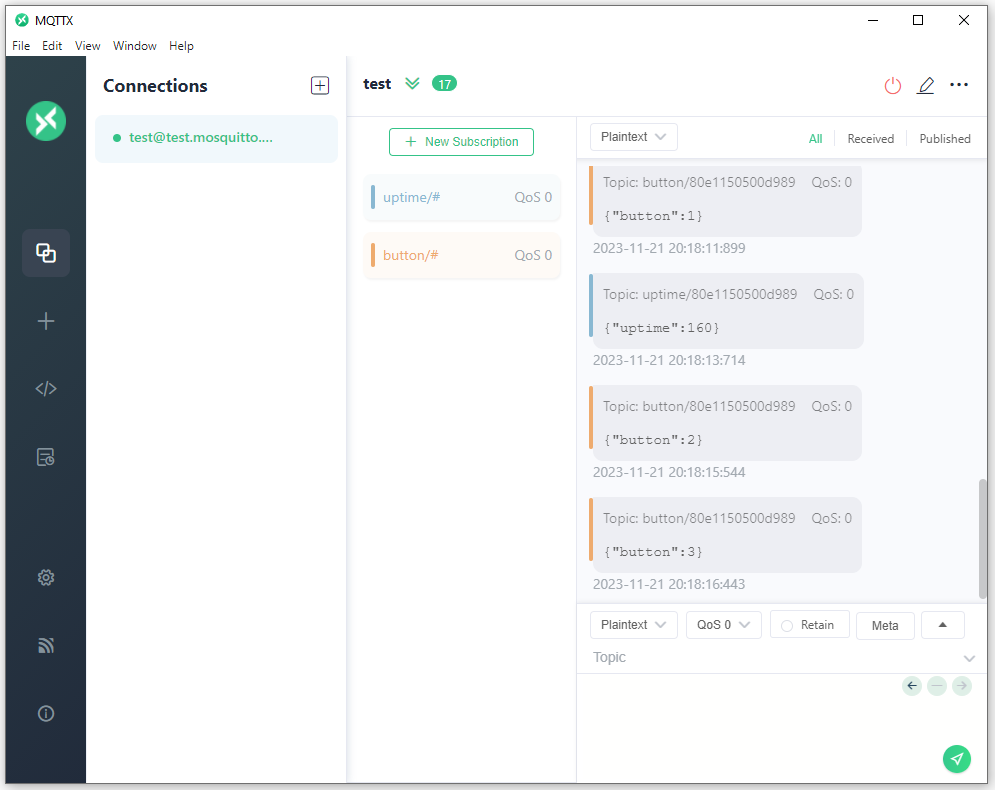 MQTTX
File Edit View Window Help
Connections
test@test.mosquitto....
test 17
+ New Subscription
uptime/# QoS 0
button/# QoS 0
Plaintext All Received Published
Topic: button/80e1150500d989 QoS: 0
{"button":1}
2023-11-21 20:18:11:899
Topic: uptime/80e1150500d989 QoS: 0
{"uptime":160}
2023-11-21 20:18:13:714
Topic: button/80e1150500d989 QoS: 0
{"button":2}
2023-11-21 20:18:15:544
Topic: button/80e1150500d989 QoS: 0
{"button":3}
2023-11-21 20:18:16:443
Plaintext QoS 0 Retain Meta
Topic